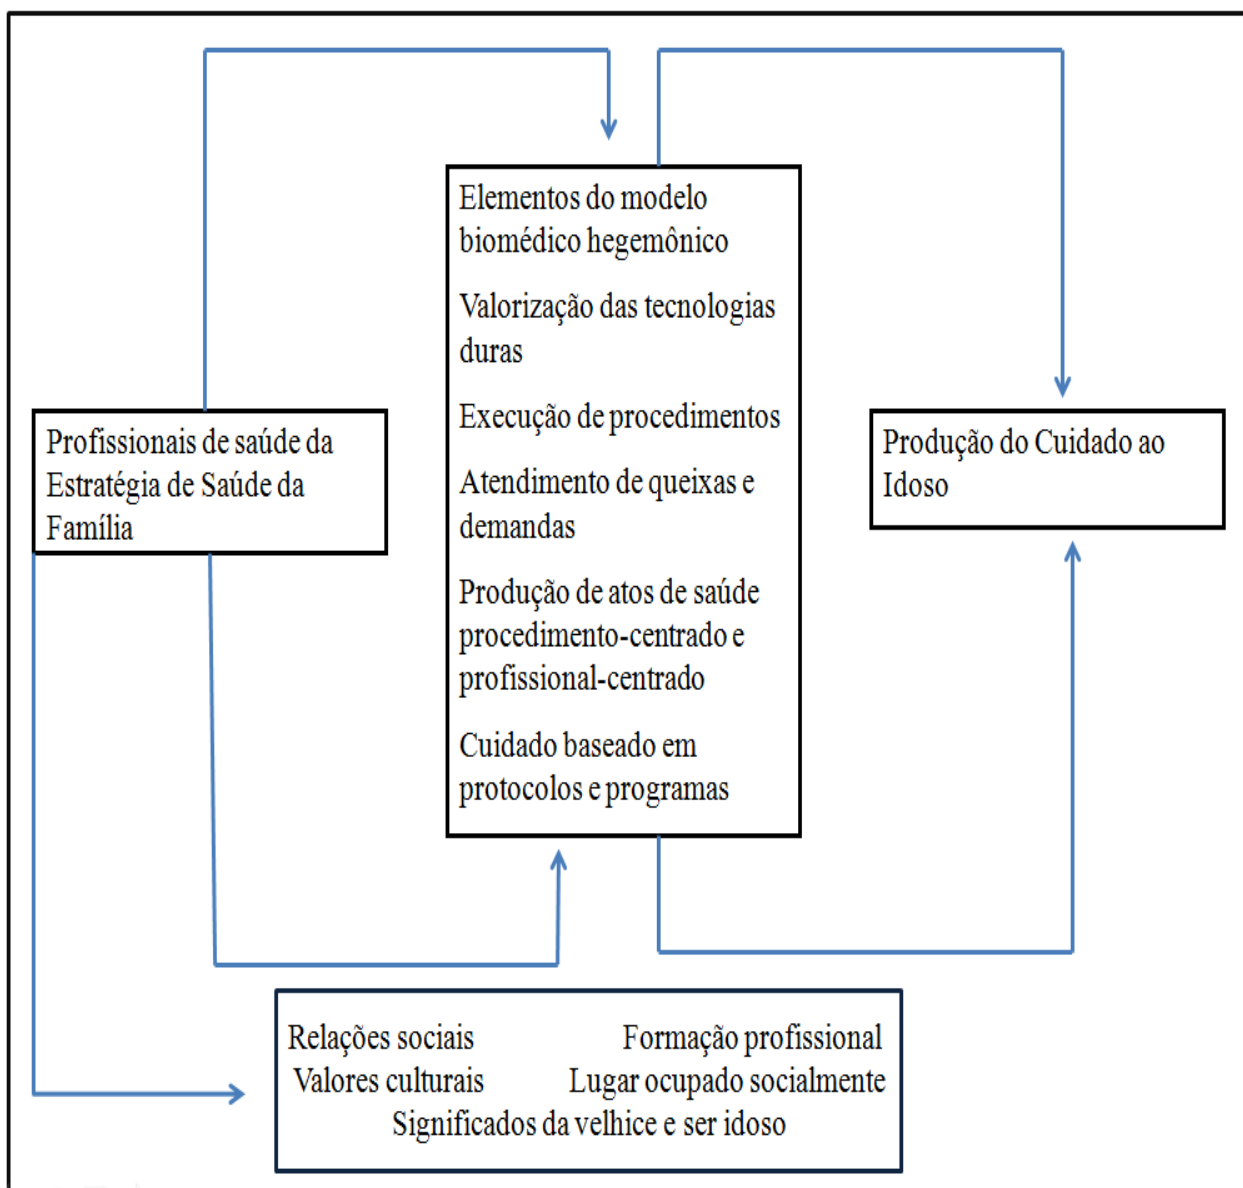 Elementos do modelo
biomédico hegemônico
Valorização das tecnologias
duras
Execução de procedimentos
Atendimento de queixas e
demandas
Produção de atos de saúde
procedimento-centrado e
profissional-centrado
Cuidado baseado em
protocolos e programas
Profissionais de saúde da
Estratégia de Saúde da
Família
Produção do Cuidado ao
Idoso
Relações sociais Formação profissional
Valores culturais Lugar ocupado socialmente
Significados da velhice e ser idoso